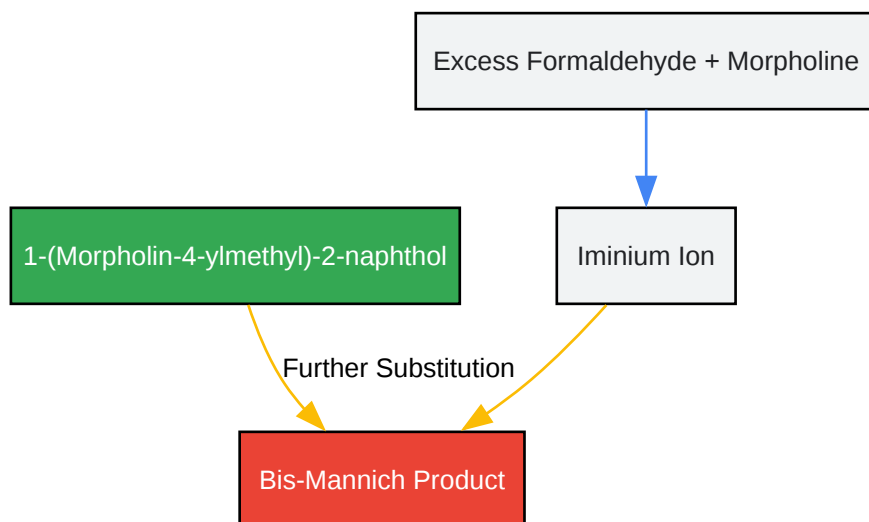 Excess Formaldehyde + Morpholine
1-(Morpholin-4-ylmethyl)-2-naphthol
Iminium Ion
Further Substitution
Bis-Mannich Product